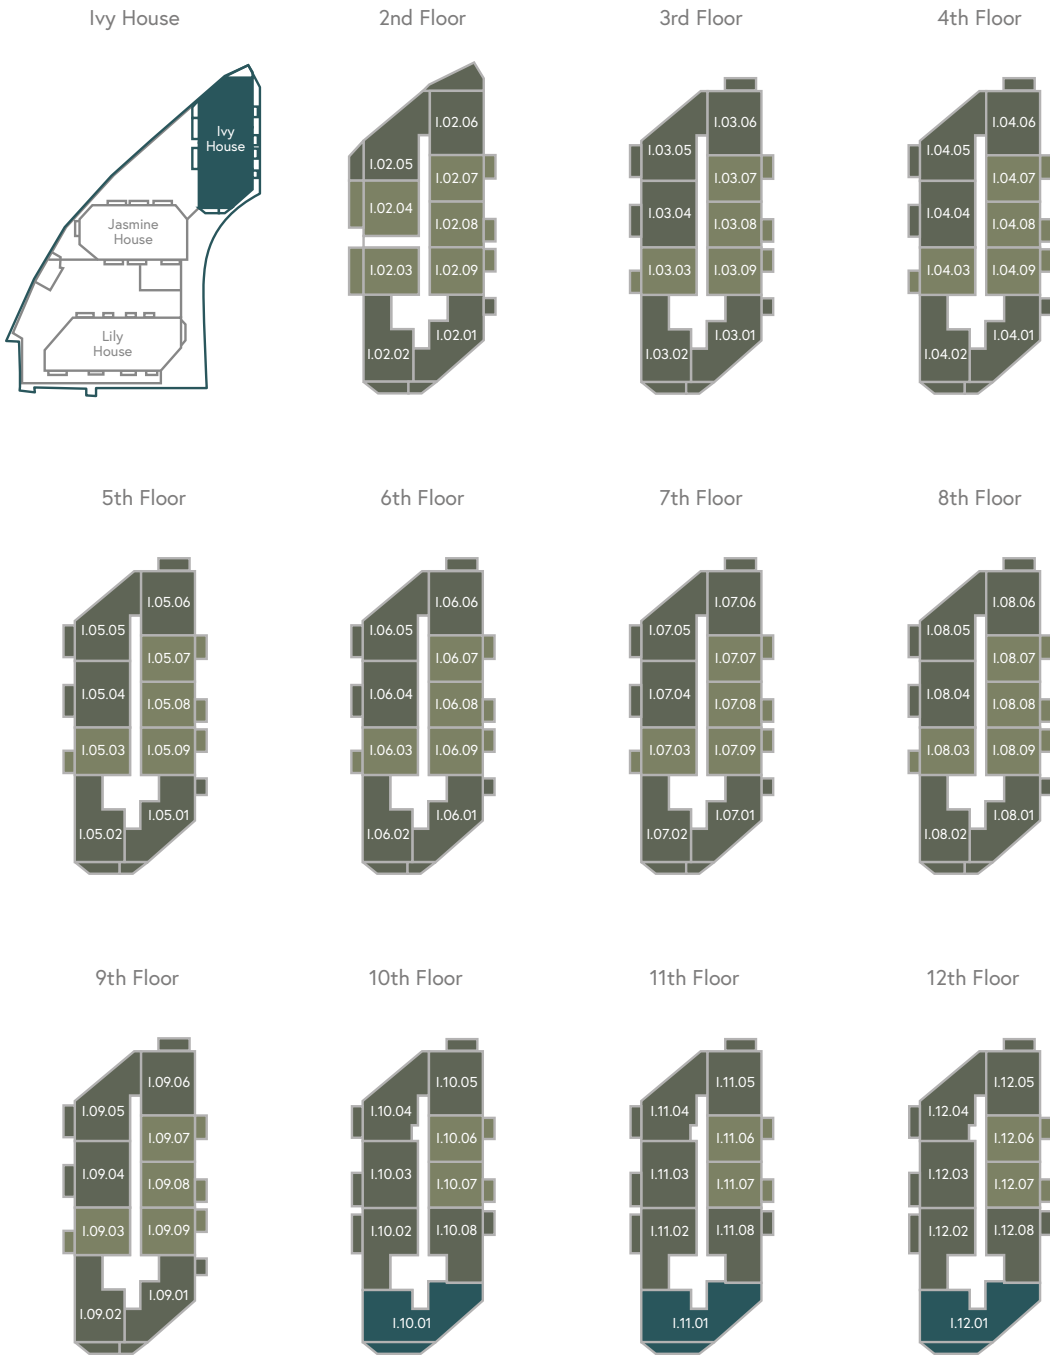 Ivy House
2nd Floor
3rd Floor
4th Floor
Ivy
House
Jasmine
House
Lily
House
I.02.06
I.02.05
I.02.07
I.02.04
I.02.08
I.02.03
I.02.09
I.02.01
I.02.02
I.03.06
I.03.05
I.03.07
I.03.04
I.03.08
I.03.03
I.03.09
I.03.01
I.03.02
I.04.06
I.04.05
I.04.07
I.04.04
I.04.08
I.04.03
I.04.09
I.04.01
I.04.02
5th Floor
6th Floor
7th Floor
8th Floor
I.05.06
I.05.05
I.05.07
I.05.04
I.05.08
I.05.03
I.05.09
I.05.01
I.05.02
I.06.06
I.06.05
I.06.07
I.06.04
I.06.08
I.06.03
I.06.09
I.06.01
I.06.02
I.07.06
I.07.05
I.07.07
I.07.04
I.07.08
I.07.03
I.07.09
I.07.01
I.07.02
I.08.06
I.08.05
I.08.07
I.08.04
I.08.08
I.08.03
I.08.09
I.08.01
I.08.02
9th Floor
10th Floor
11th Floor
12th Floor
I.09.06
I.09.05
I.09.07
I.09.04
I.09.08
I.09.03
I.09.09
I.09.01
I.09.02
I.10.05
I.10.04
I.10.06
I.10.03
I.10.07
I.10.02
I.10.08
I.10.01
I.11.05
I.11.04
I.11.06
I.11.03
I.11.07
I.11.02
I.11.08
I.11.01
I.12.05
I.12.04
I.12.06
I.12.03
I.12.07
I.12.02
I.12.08
I.12.01